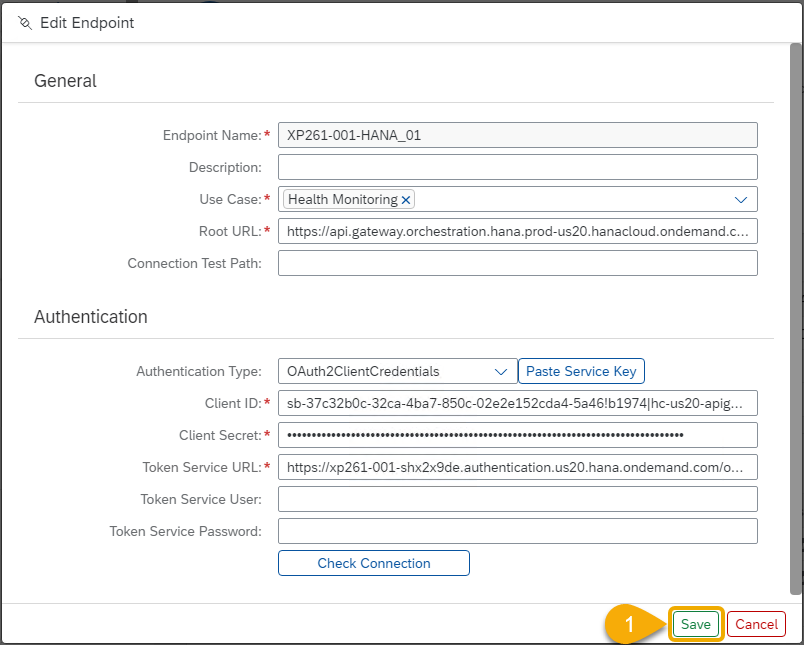 Edit Endpoint
General
Endpoint Name:* XP261-001-HANA_01
Description:
Use Case:* Health Monitoring ×
Root URL:* https://api.gateway.orchestration.hana.prod-us20.hanacloud.ondemand.c...
Connection Test Path:
Authentication
Authentication Type: OAuth2ClientCredentials Paste Service Key
Client ID:* sb-37c32b0c-32ca-4ba7-850c-02e2e152cda4-5a46!b1974|hc-us20-apig...
Client Secret:* ••••••••••••••••••••••••••••••••••••••••••••••••••••••••••••••••••••••••••••••••
Token Service URL:* https://xp261-001-shx2x9de.authentication.us20.hana.ondemand.com/o...
Token Service User:
Token Service Password:
Check Connection
1 Save Cancel